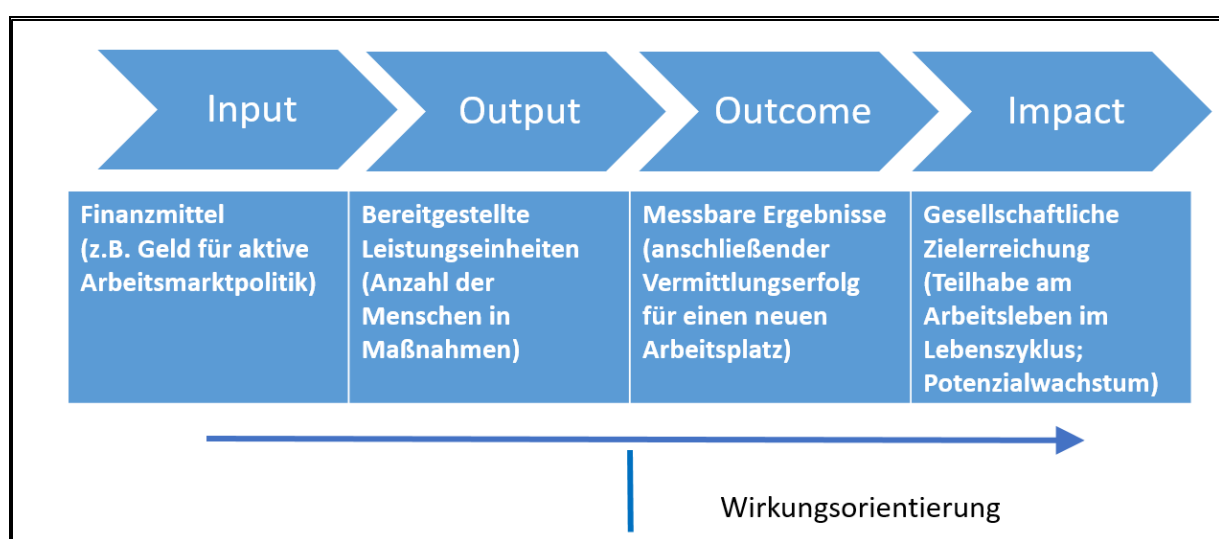 Input
Output
Outcome
Impact
Finanzmittel
(z.B. Geld für aktive
Arbeitsmarktpolitik)
Bereitgestellte
Leistungseinheiten
(Anzahl der
Menschen in
Maßnahmen)
Messbare Ergebnisse
(anschließender
Vermittlungserfolg
für einen neuen
Arbeitsplatz)
Gesellschaftliche
Zielerreichung
(Teilhabe am
Arbeitsleben im
Lebenszyklus;
Potenzialwachstum)
Wirkungsorientierung